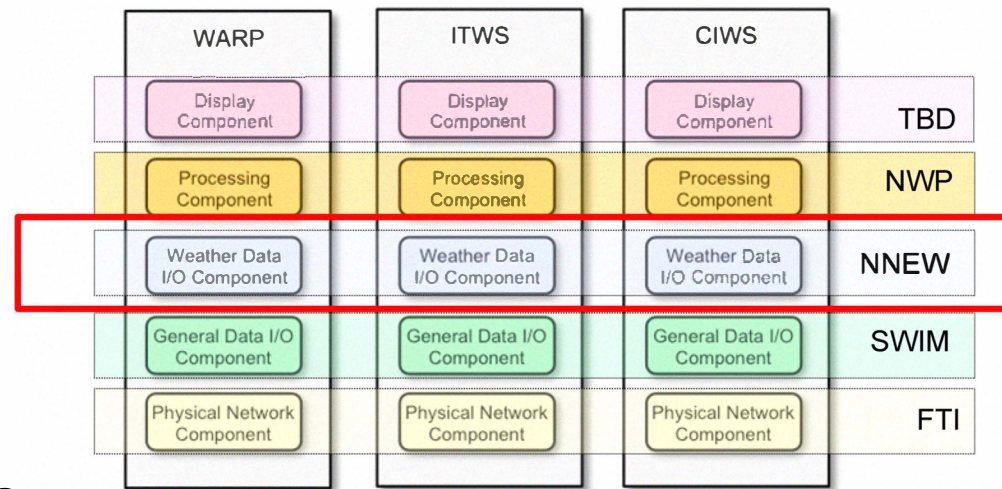 WARP ITWS CIWS
Display Display Display
Component Component Component
TBD
Processing Processing Processing
Component Component Component
NWP
Weather Data Weather Data Weather Data
I/O Component I/O Component I/O Component
NNEW
General Data I/O General Data I/O General Data I/O
Component Component Component
SWIM
Physical Network Physical Network Physical Network
Component Component Component
FTI